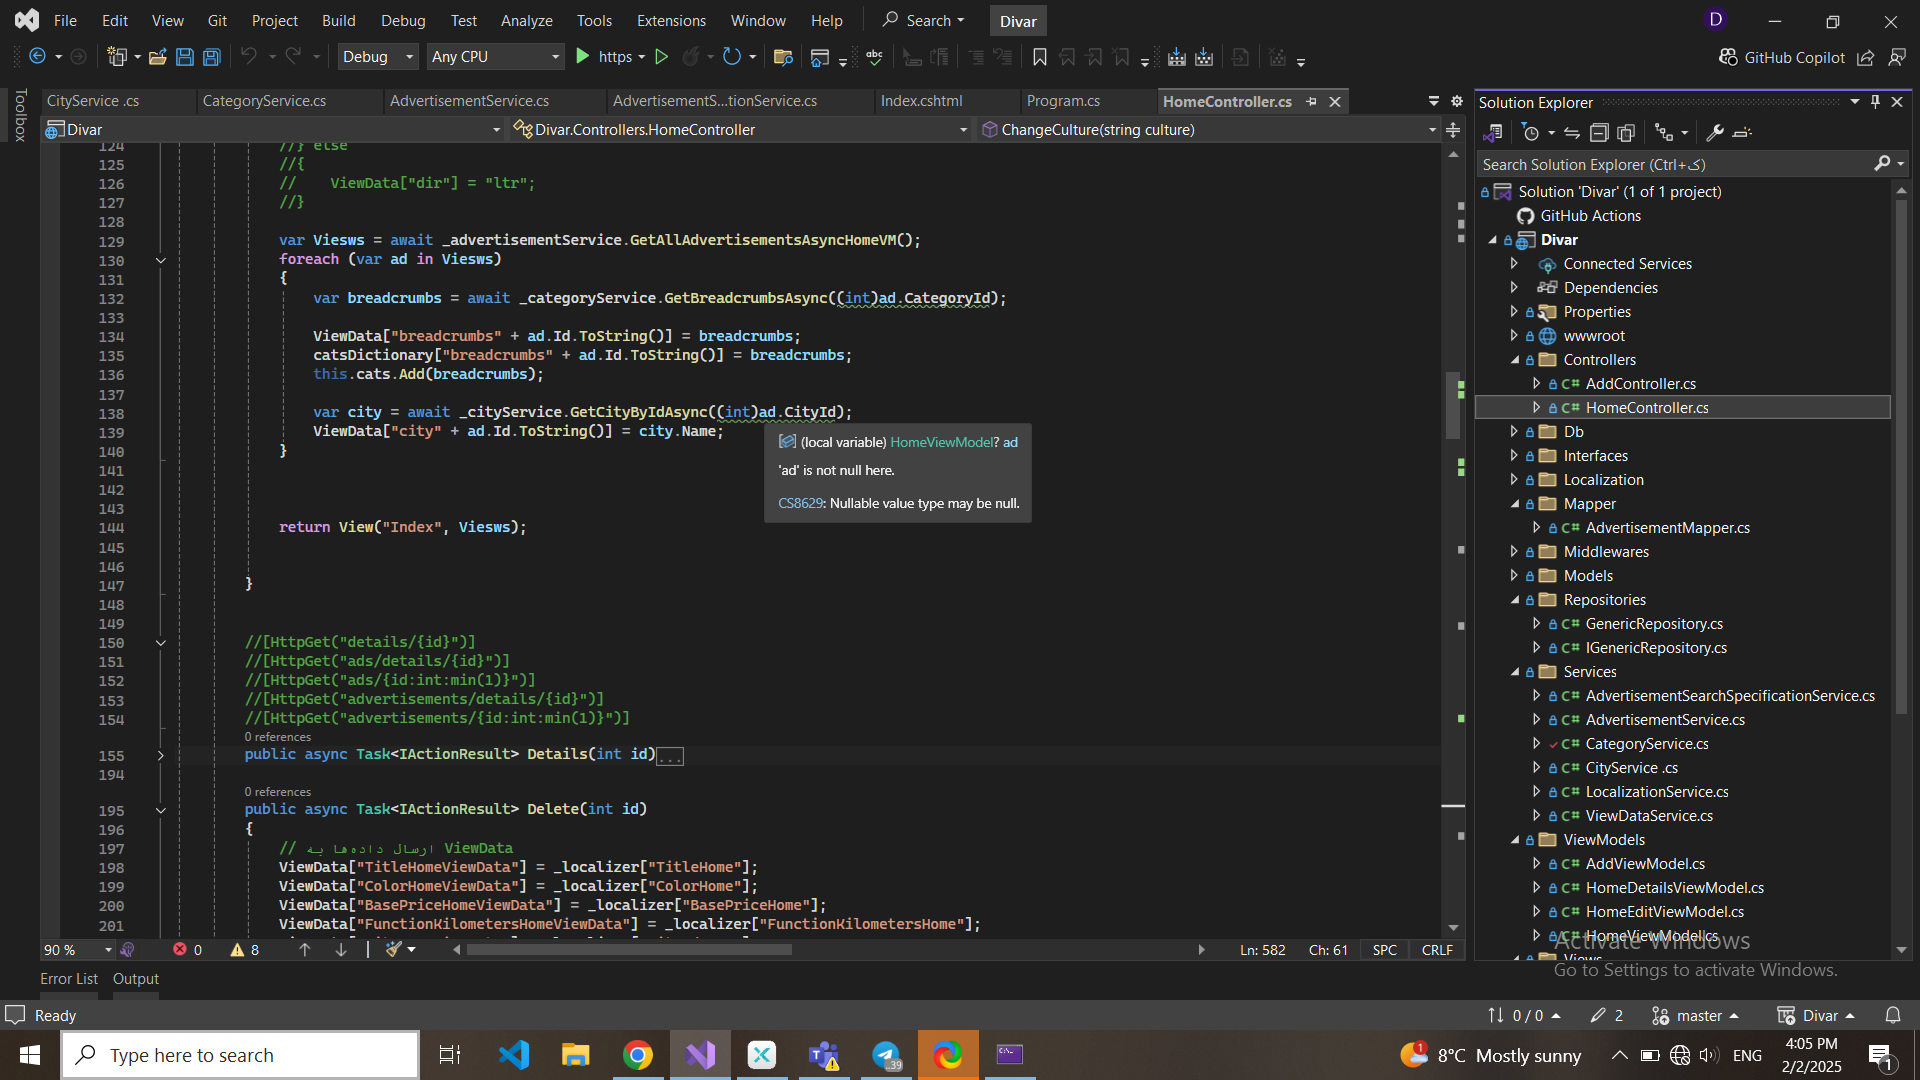 File Edit View Git Project Build Debug Test Analyze Tools Extensions Window Help Search Divar D
Debug Any CPU https GitHub Copilot
Toolbox
CityService .cs CategoryService.cs AdvertisementService.cs AdvertisementS...tionService.cs Index.cshtml Program.cs HomeController.cs
Divar Divar.Controllers.HomeController ChangeCulture(string culture)
124 //} else
125 //{
126 // ViewData["dir"] = "ltr";
127 //}
128
129 var Viesws = await _advertisementService.GetAllAdvertisementsAsyncHomeVM();
130 foreach (var ad in Viesws)
131 {
132 var breadcrumbs = await _categoryService.GetBreadcrumbsAsync((int)ad.CategoryId);
133
134 ViewData["breadcrumbs" + ad.Id.ToString()] = breadcrumbs;
135 catsDictionary["breadcrumbs" + ad.Id.ToString()] = breadcrumbs;
136 this.cats.Add(breadcrumbs);
137
138 var city = await _cityService.GetCityByIdAsync((int)ad.CityId);
139 ViewData["city" + ad.Id.ToString()] = city.Name;
140 }
141
142
143
144 return View("Index", Viesws);
145
146
147 }
148
149
150 //[HttpGet("details/{id}")]
151 //[HttpGet("ads/details/{id}")]
152 //[HttpGet("ads/{id:int:min(1)}")]
153 //[HttpGet("advertisements/details/{id}")]
154 //[HttpGet("advertisements/{id:int:min(1)}")]
0 references
155 public async Task<IActionResult> Details(int id)...
194
0 references
195 public async Task<IActionResult> Delete(int id)
196 {
197 // ارسال داده‌ها به ViewData
198 ViewData["TitleHomeViewData"] = _localizer["TitleHome"];
199 ViewData["ColorHomeViewData"] = _localizer["ColorHome"];
200 ViewData["BasePriceHomeViewData"] = _localizer["BasePriceHome"];
201 ViewData["FunctionKilometersHomeViewData"] = _localizer["FunctionKilometersHome"];
(local variable) HomeViewModel? ad
'ad' is not null here.
CS8629: Nullable value type may be null.
90 % 0 8 Ln: 582 Ch: 61 SPC CRLF
Error List Output
Solution Explorer
Search Solution Explorer (Ctrl+ک)
Solution 'Divar' (1 of 1 project)
GitHub Actions
Divar
Connected Services
Dependencies
Properties
wwwroot
Controllers
C# AddController.cs
C# HomeController.cs
Db
Interfaces
Localization
Mapper
C# AdvertisementMapper.cs
Middlewares
Models
Repositories
C# GenericRepository.cs
C# IGenericRepository.cs
Services
C# AdvertisementSearchSpecificationService.cs
C# AdvertisementService.cs
C# CategoryService.cs
C# CityService .cs
C# LocalizationService.cs
C# ViewDataService.cs
ViewModels
C# AddViewModel.cs
C# HomeDetailsViewModel.cs
C# HomeEditViewModel.cs
C# HomeViewModel.cs
Views
Activate Windows
Go to Settings to activate Windows.
Ready 0 / 0 2 master Divar
Type here to search 39 1 8°C Mostly sunny ENG 4:05 PM
2/2/2025 1